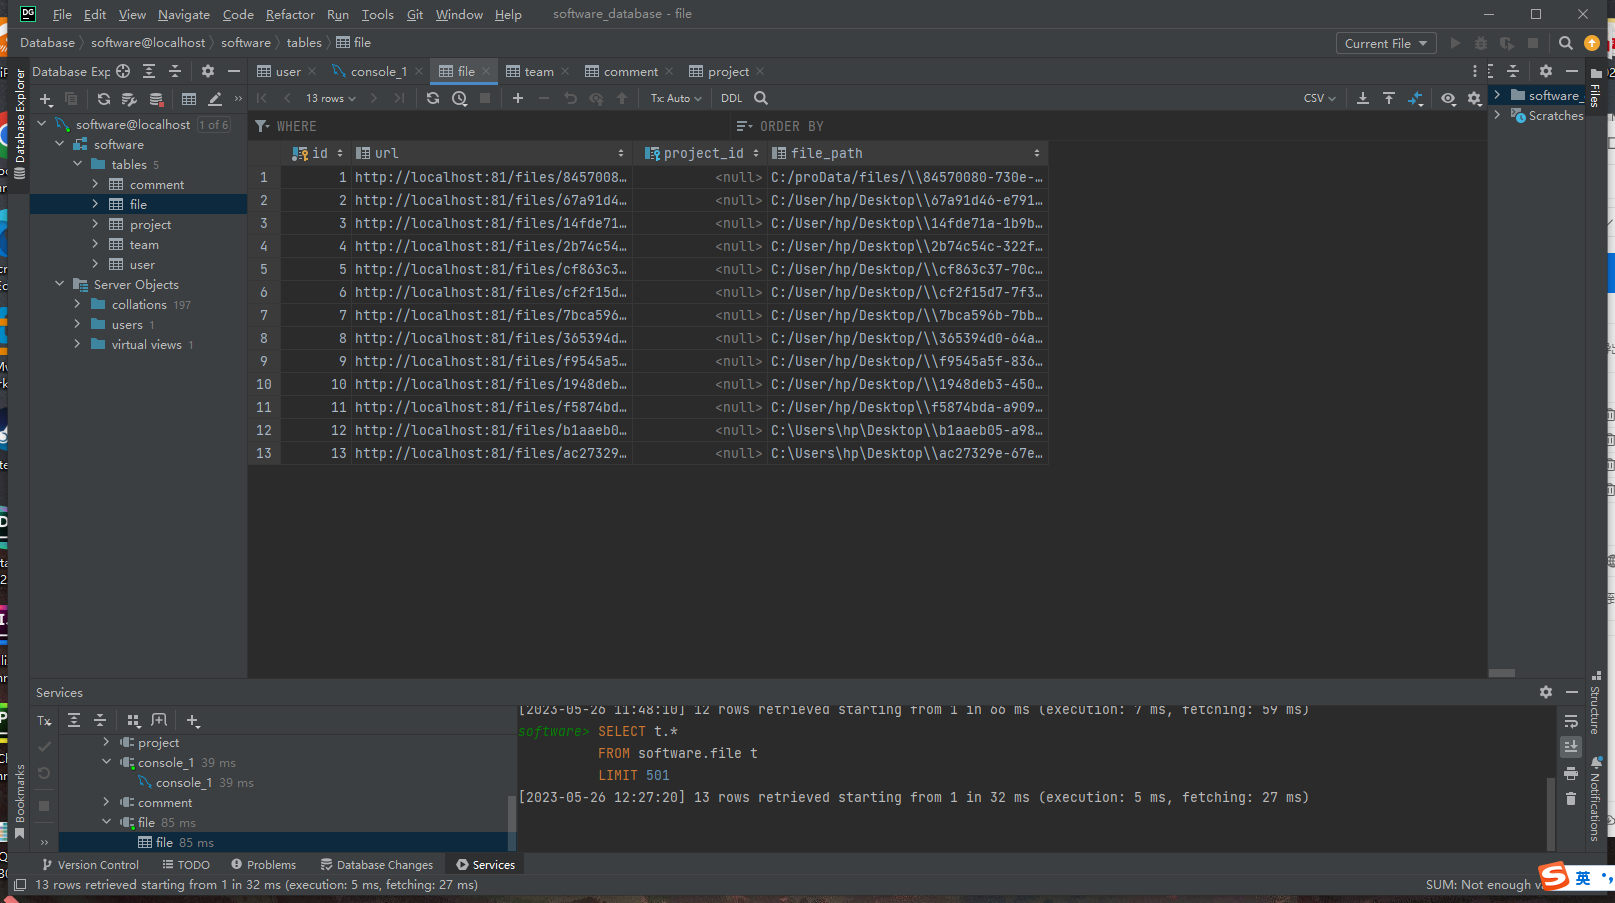 File Edit View Navigate Code Refactor Run Tools Git Window Help software_database - file
Database software@localhost software tables file
Current File
Database Exp
user
console_1
file
team
comment
project
13 rows
Tx: Auto
DDL
CSV
WHERE
ORDER BY
Database Explorer
software@localhost 1 of 6
software
tables 5
comment
file
project
team
user
Server Objects
collations 197
users 1
virtual views 1
id url project_id file_path
1 1 http://localhost:81/files/8457008… <null> C:/proData/files/\\84570080-730e-…
2 2 http://localhost:81/files/67a91d4… <null> C:/User/hp/Desktop\\67a91d46-e791…
3 3 http://localhost:81/files/14fde71… <null> C:/User/hp/Desktop\\14fde71a-1b9b…
4 4 http://localhost:81/files/2b74c54… <null> C:/User/hp/Desktop\\2b74c54c-322f…
5 5 http://localhost:81/files/cf863c3… <null> C:/User/hp/Desktop/\\cf863c37-70c…
6 6 http://localhost:81/files/cf2f15d… <null> C:/User/hp/Desktop/\\cf2f15d7-7f3…
7 7 http://localhost:81/files/7bca596… <null> C:/User/hp/Desktop/\\7bca596b-7bb…
8 8 http://localhost:81/files/365394d… <null> C:/User/hp/Desktop/\\365394d0-64a…
9 9 http://localhost:81/files/f9545a5… <null> C:/User/hp/Desktop/\\f9545a5f-836…
10 10 http://localhost:81/files/1948deb… <null> C:/User/hp/Desktop/\\1948deb3-450…
11 11 http://localhost:81/files/f5874bd… <null> C:/User/hp/Desktop\\f5874bda-a909…
12 12 http://localhost:81/files/b1aaeb0… <null> C:\Users\hp\Desktop\\b1aaeb05-a98…
13 13 http://localhost:81/files/ac27329… <null> C:\Users\hp\Desktop\\ac27329e-67e…
software_
Scratches
Files
Structure
Notifications
Bookmarks
Services
Tx
project
console_1 39 ms
console_1 39 ms
comment
file 85 ms
file 85 ms
[2023-05-26 11:48:10] 12 rows retrieved starting from 1 in 66 ms (execution: 7 ms, fetching: 59 ms)
software> SELECT t.*
FROM software.file t
LIMIT 501
[2023-05-26 12:27:20] 13 rows retrieved starting from 1 in 32 ms (execution: 5 ms, fetching: 27 ms)
Version Control TODO Problems Database Changes Services
13 rows retrieved starting from 1 in 32 ms (execution: 5 ms, fetching: 27 ms)
SUM: Not enough v
英